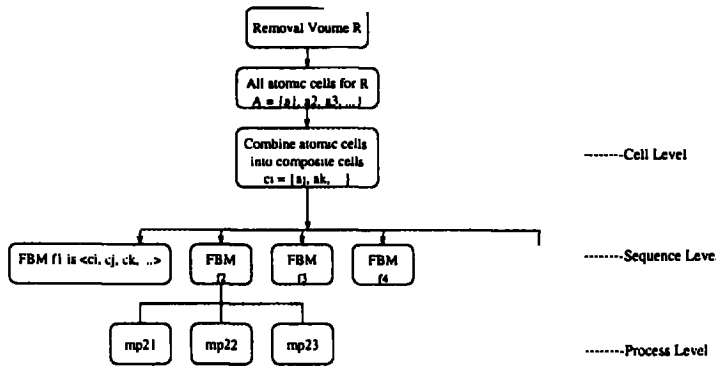 Removal Voume R
All atomic cells for R
A = {a1, a2, a3, ...}
Combine atomic cells
into composite cells
ci = {aj, ak, }
-------Cell Level
FBM f1 is <ci, cj, ck, ..>
FBM
f2
FBM
f3
FBM
f4
-------Sequence Leve
mp21
mp22
mp23
-------Process Level